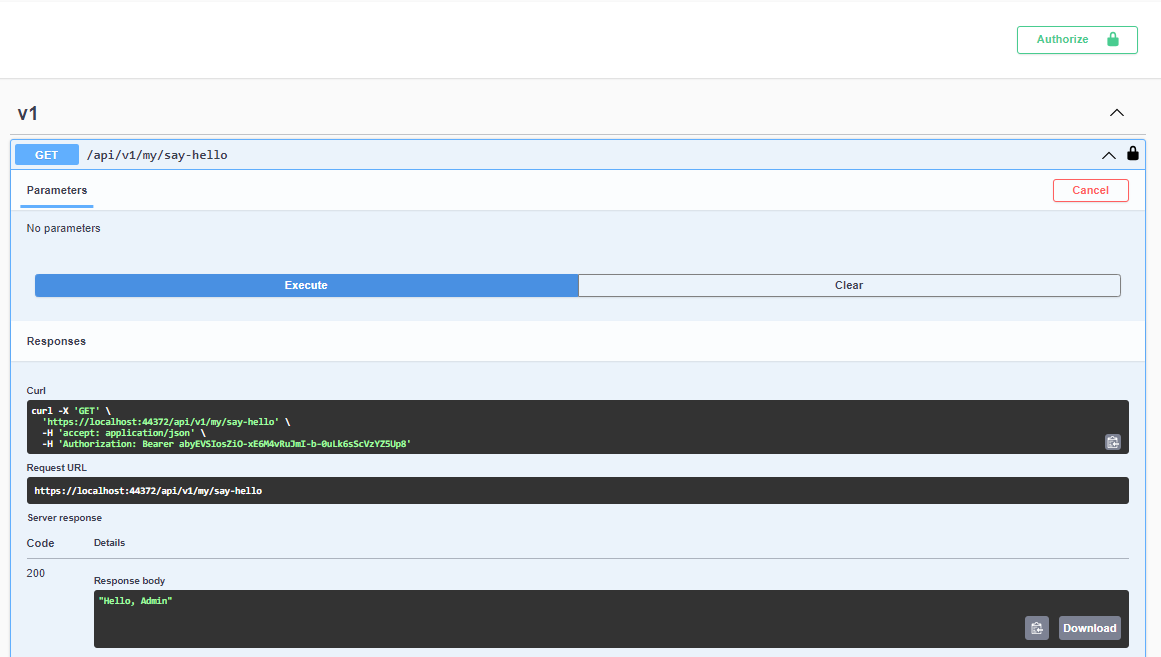 Authorize
v1
GET /api/v1/my/say-hello
Parameters
Cancel
No parameters
Execute
Clear
Responses
Curl
curl -X 'GET' \
'https://localhost:44372/api/v1/my/say-hello' \
-H 'accept: application/json' \
-H 'Authorization: Bearer abyEVSIosZiO-xE6M4vRuJmI-b-0uLk6sScVzYZ5Up8'
Request URL
https://localhost:44372/api/v1/my/say-hello
Server response
Code Details
200
Response body
"Hello, Admin"
Download